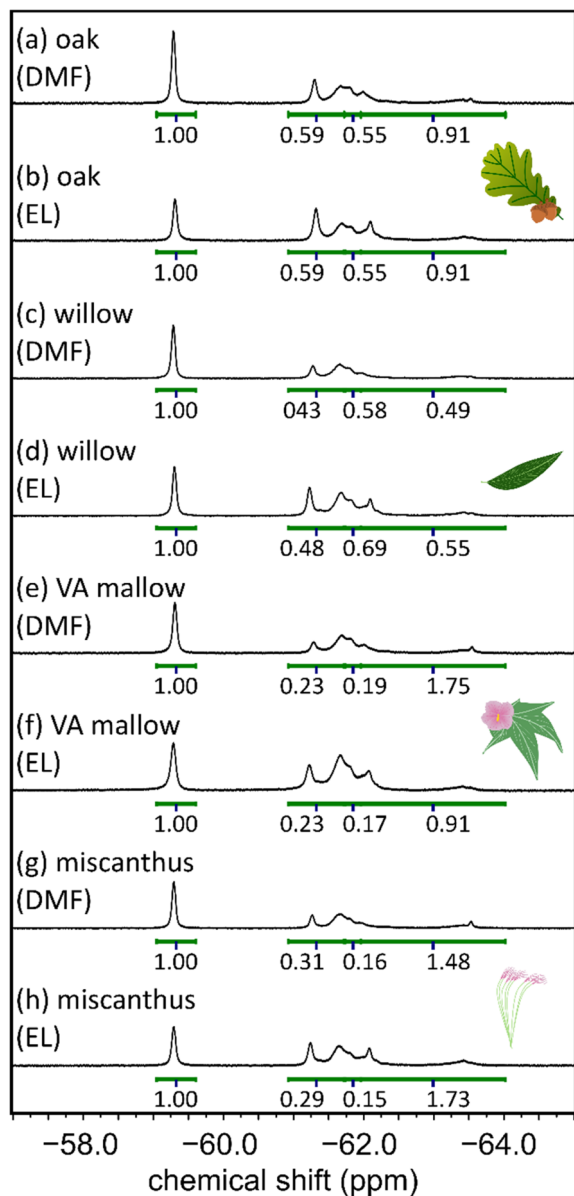 (a) oak
(DMF)
1.00 0.59 0.55 0.91
(b) oak
(EL)
1.00 0.59 0.55 0.91
(c) willow
(DMF)
1.00 043 0.58 0.49
(d) willow
(EL)
1.00 0.48 0.69 0.55
(e) VA mallow
(DMF)
1.00 0.23 0.19 1.75
(f) VA mallow
(EL)
1.00 0.23 0.17 0.91
(g) miscanthus
(DMF)
1.00 0.31 0.16 1.48
(h) miscanthus
(EL)
1.00 0.29 0.15 1.73
−58.0 −60.0 −62.0 −64.0
chemical shift (ppm)